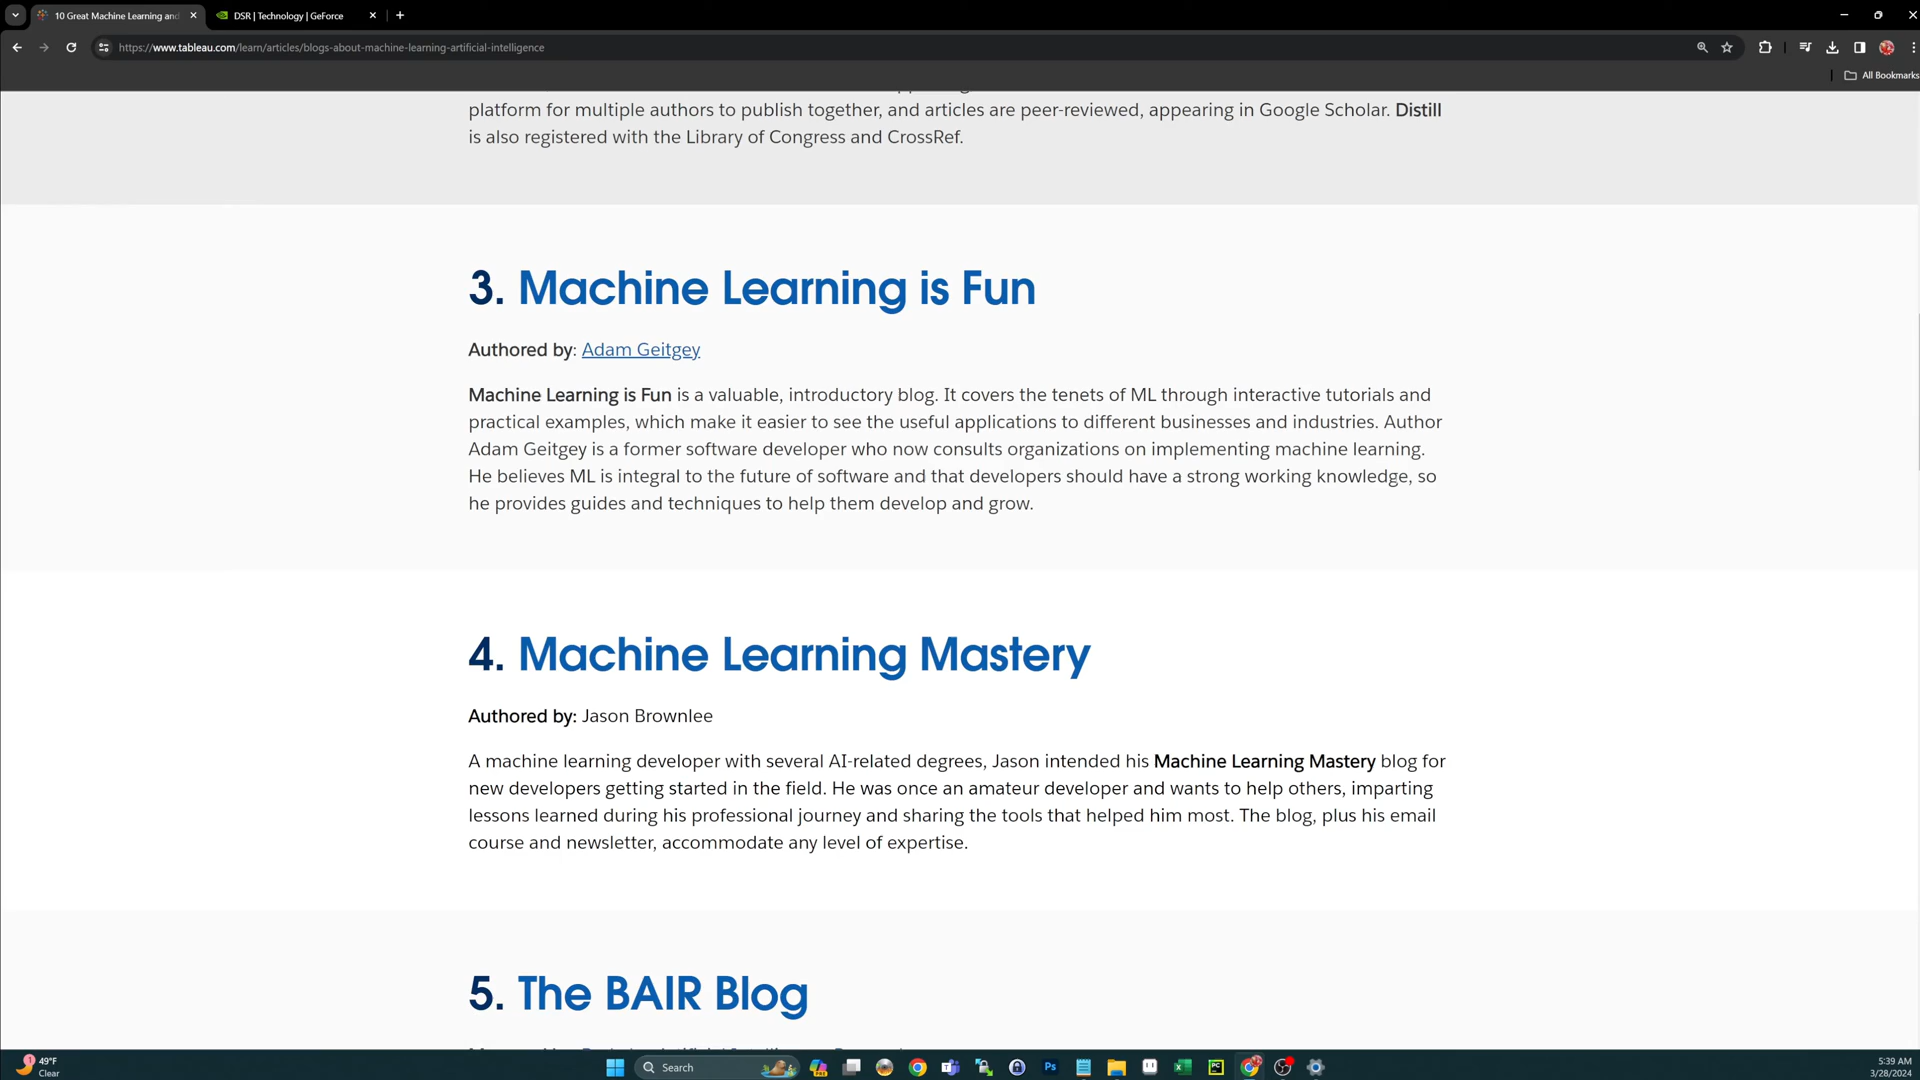 10 Great Machine Learning and
DSR | Technology | GeForce
https://www.tableau.com/learn/articles/blogs-about-machine-learning-artificial-intelligence
All Bookmarks
platform for multiple authors to publish together, and articles are peer-reviewed, appearing in Google Scholar. Distill
is also registered with the Library of Congress and CrossRef.
3. Machine Learning is Fun
Authored by: Adam Geitgey
Machine Learning is Fun is a valuable, introductory blog. It covers the tenets of ML through interactive tutorials and
practical examples, which make it easier to see the useful applications to different businesses and industries. Author
Adam Geitgey is a former software developer who now consults organizations on implementing machine learning.
He believes ML is integral to the future of software and that developers should have a strong working knowledge, so
he provides guides and techniques to help them develop and grow.
4. Machine Learning Mastery
Authored by: Jason Brownlee
A machine learning developer with several AI-related degrees, Jason intended his Machine Learning Mastery blog for
new developers getting started in the field. He was once an amateur developer and wants to help others, imparting
lessons learned during his professional journey and sharing the tools that helped him most. The blog, plus his email
course and newsletter, accommodate any level of expertise.
5. The BAIR Blog
1
49°F
Clear
Search
PRE
Ps
PC
5:39 AM
3/28/2024